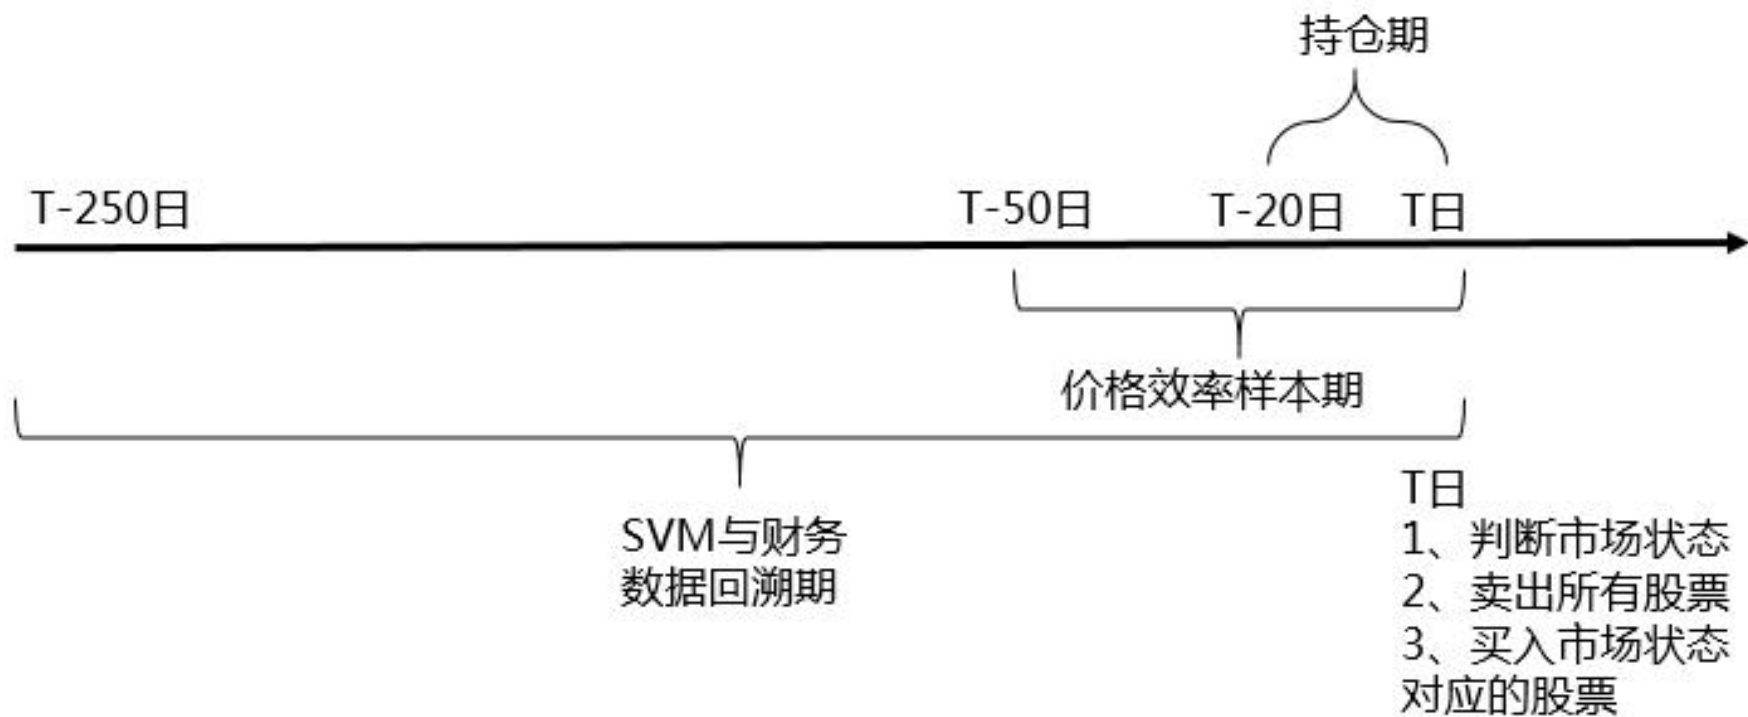 持仓期
T-250日
T-50日
T-20日
T日
价格效率样本期
SVM与财务
数据回溯期
T日
1、判断市场状态
2、卖出所有股票
3、买入市场状态
对应的股票